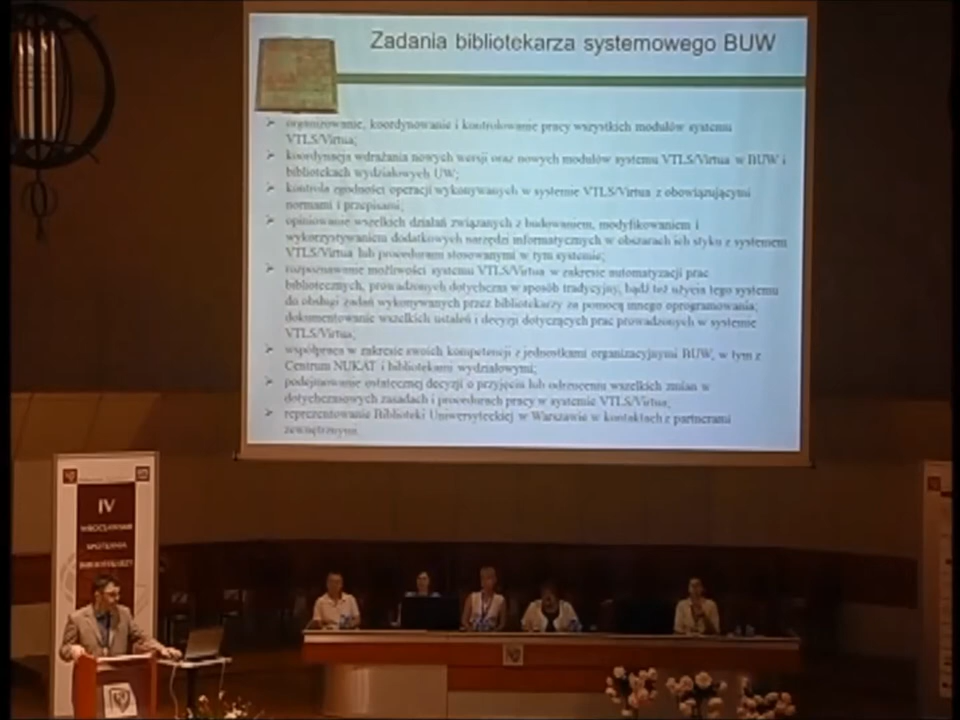 Zadania bibliotekarza systemowego BUW
➢ organizowanie, koordynowanie i kontrolowanie pracy wszystkich modułów systemu
VTLS/Virtua;
➢ koordynacja wdrażania nowych wersji oraz nowych modułów systemu VTLS/Virtua w BUW i
bibliotekach wydziałowych UW;
➢ kontrola zgodności operacji wykonywanych w systemie VTLS/Virtua z obowiązującymi
normami i przepisami;
➢ opiniowanie wszelkich działań związanych z budowaniem, modyfikowaniem i
wykorzystywaniem dodatkowych narzędzi informatycznych w obszarach ich styku z systemem
VTLS/Virtua lub procedurami stosowanymi w tym systemie;
➢ rozpoznawanie możliwości systemu VTLS/Virtua w zakresie automatyzacji prac
bibliotecznych, prowadzonych dotychczas w sposób tradycyjny, bądź też użycia tego systemu
do obsługi zadań wykonywanych przez bibliotekarzy za pomocą innego oprogramowania;
dokumentowanie wszelkich ustaleń i decyzji dotyczących prac prowadzonych w systemie
VTLS/Virtua;
➢ współpraca w zakresie swoich kompetencji z jednostkami organizacyjnymi BUW, w tym z
Centrum NUKAT i bibliotekami wydziałowymi;
➢ podejmowanie ostatecznej decyzji o przyjęciu lub odrzuceniu wszelkich zmian w
dotychczasowych zasadach i procedurach pracy w systemie VTLS/Virtua;
➢ reprezentowanie Biblioteki Uniwersyteckiej w Warszawie w kontaktach z partnerami
zewnętrznymi.
IV
WROCŁAWSKIE
SPOTKANIA
BIBLIOTEKARZY